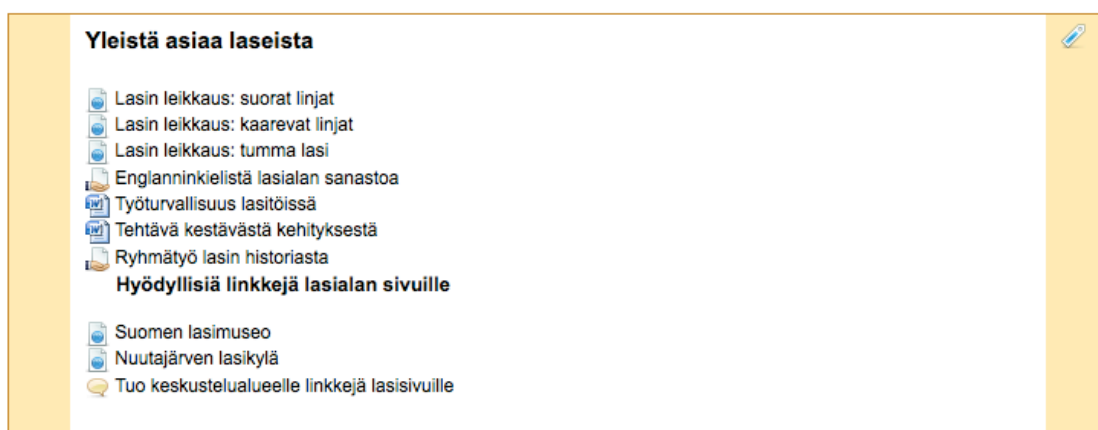 Yleistä asiaa laseista
Lasin leikkaus: suorat linjat
Lasin leikkaus: kaarevat linjat
Lasin leikkaus: tumma lasi
Englanninkielistä lasialan sanastoa
Työturvallisuus lasitöissä
Tehtävä kestävästä kehityksestä
Ryhmätyö lasin historiasta
Hyödyllisiä linkkejä lasialan sivuille
Suomen lasimuseo
Nuutajärven lasikylä
Tuo keskustelualueelle linkkejä lasisivuille